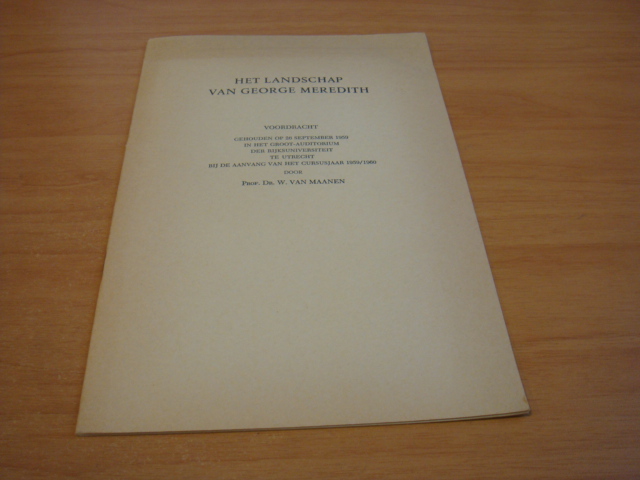 HET LANDSCHAP
VAN GEORGE MEREDITH
VOORDRACHT
GEHOUDEN OP SEPTEMBER 1959
IN HET GROOT-AUDITORIUM
DER RIJKSUNIVERSITEIT
TE UTRECHT
BIJ DE AANVANG VAN HET CURSUSJAAR 1959/1960
DOOR
PROF. DR. W. VAN MAANEN